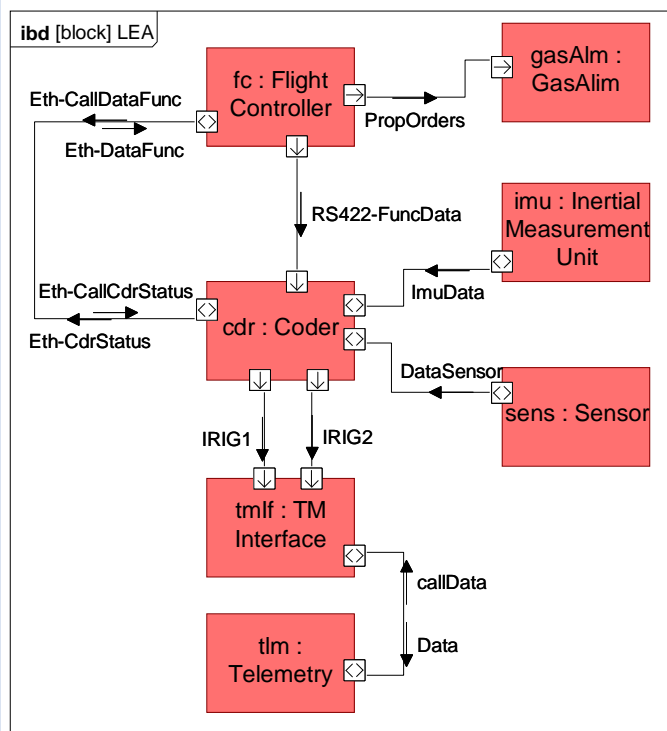 ibd [block] LEA
fc : Flight
Controller
gasAlm :
GasAlim
Eth-CallDataFunc
Eth-DataFunc
PropOrders
RS422-FuncData
imu : Inertial
Measurement
Unit
ImuData
Eth-CallCdrStatus
Eth-CdrStatus
cdr : Coder
DataSensor
sens : Sensor
IRIG1
IRIG2
tmIf : TM
Interface
callData
Data
tlm :
Telemetry